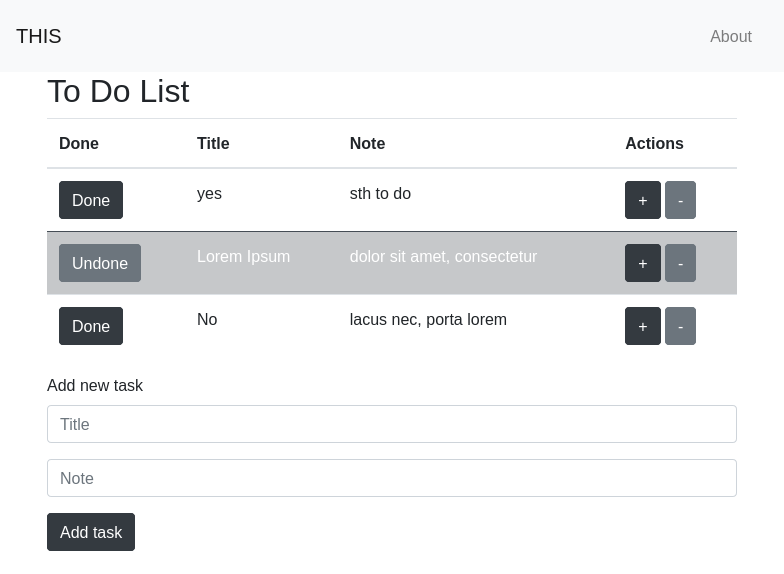 THIS About
To Do List
Done Title Note Actions
Done yes sth to do + -
Undone Lorem Ipsum dolor sit amet, consectetur + -
Done No lacus nec, porta lorem + -
Add new task
Title
Note
Add task